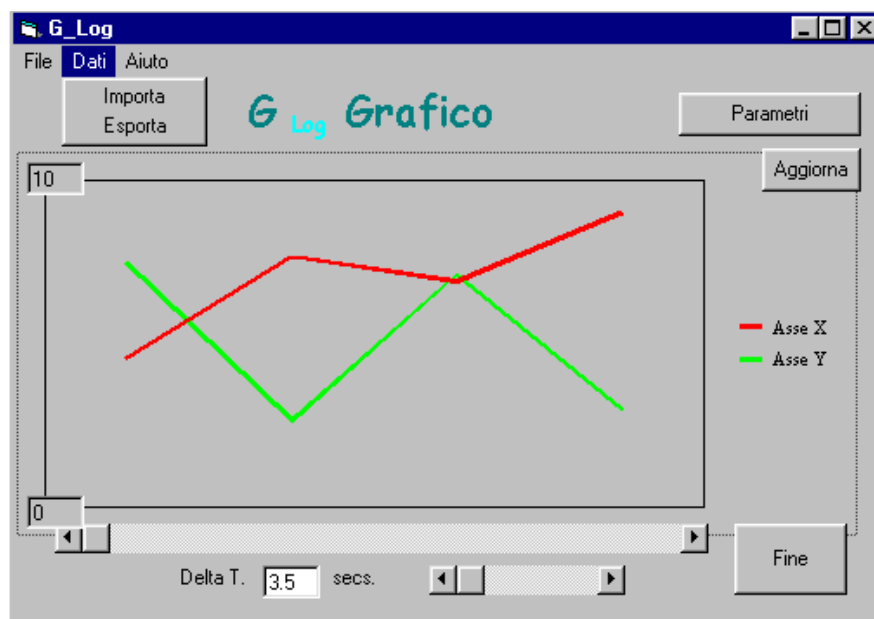 G_Log
File Dati Aiuto
Importa
Esporta
G Log Grafico
Parametri
Aggiorna
10
Asse X
Asse Y
0
Delta T. 3.5 secs.
Fine